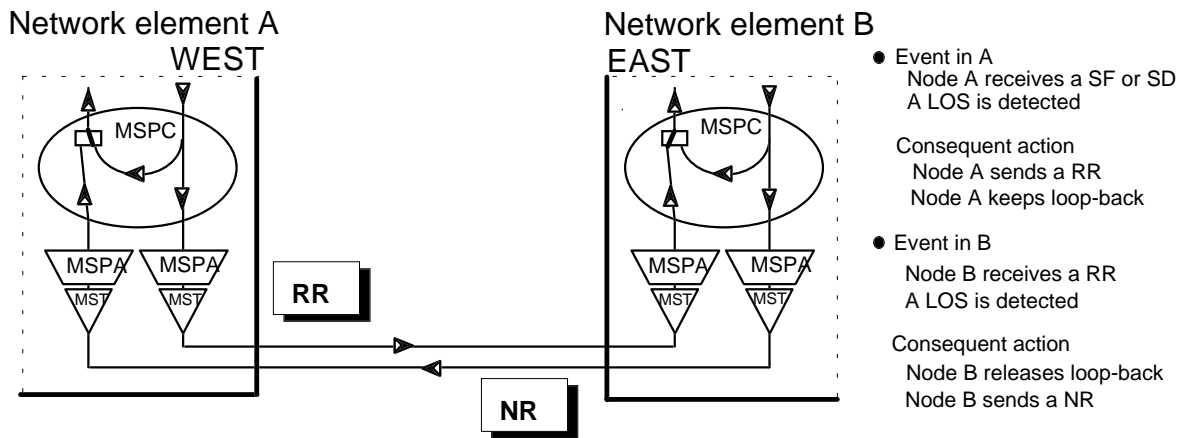 Network element A
WEST
Network element B
EAST
MSPC
MSPC
MSPA
MSPA
MSPA
MSPA
MST
MST
MST
MST
RR
NR
Event in A
Node A receives a SF or SD
A LOS is detected
Consequent action
Node A sends a RR
Node A keeps loop-back
Event in B
Node B receives a RR
A LOS is detected
Consequent action
Node B releases loop-back
Node B sends a NR